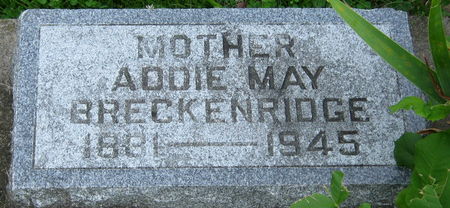 MOTHER
ADDIE MAY
BRECKENRIDGE
1881—1945